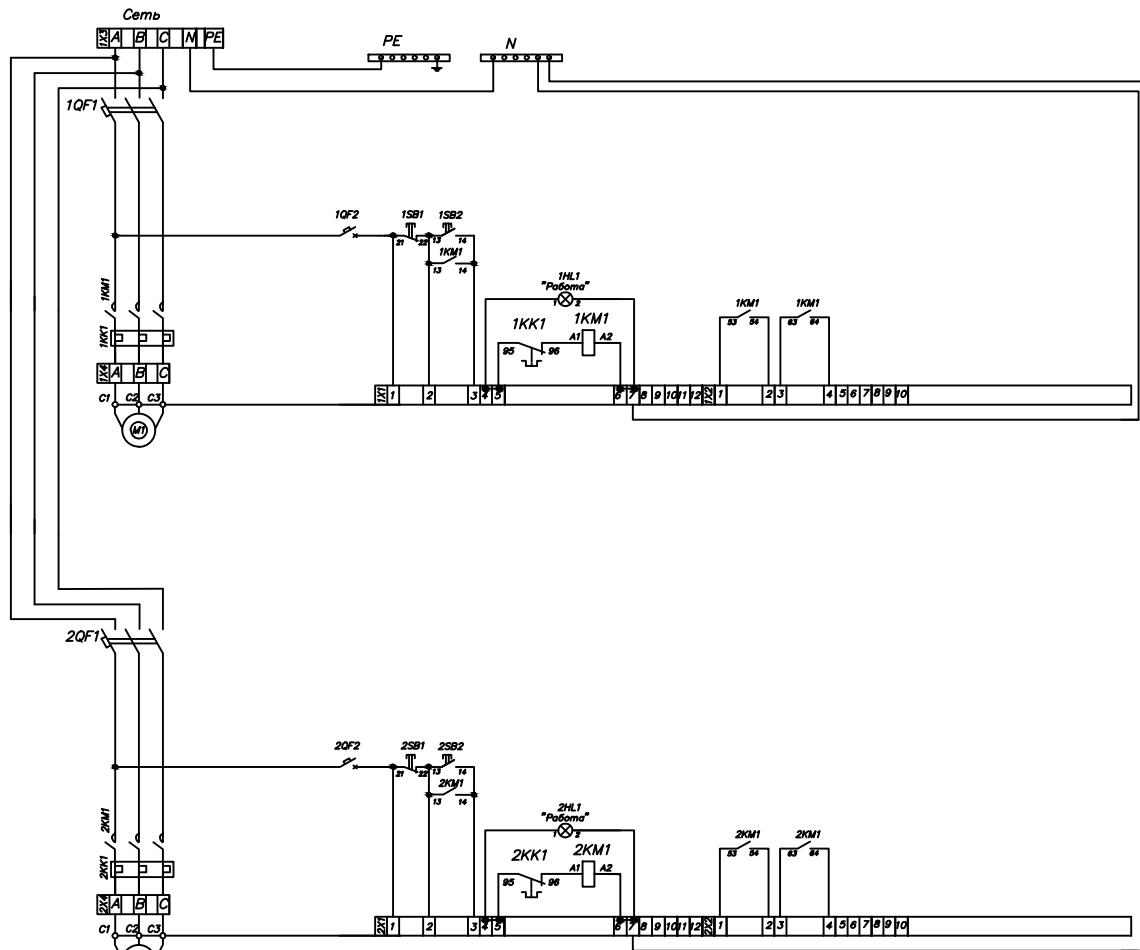 Сеть
1X3 A B C N PE
PE
N
1QF1
1QF2
1SB1
1SB2
21 22 13 14
1KM1
13 14
1HL1
"Работа"
1 2
1KM1
1KM1
1KM1
53 54 63 64
1KK1
1KM1
95 96 A1 A2
1KK1
1X4 A B C
1X1 1 2 3 4 5 6 7 8 9 10 11 12 1X2 1 2 3 4 5 6 7 8 9 10
C1 C2 C3
M1
2QF1
2QF2
2SB1
2SB2
21 22 13 14
2KM1
13 14
2HL1
"Работа"
1 2
2KM1
2KM1
2KM1
53 54 63 64
2KK1
2KM1
95 96 A1 A2
2KK1
2X4 A B C
2X1 1 2 3 4 5 6 7 8 9 10 11 12 2X2 1 2 3 4 5 6 7 8 9 10
C1 C2 C3